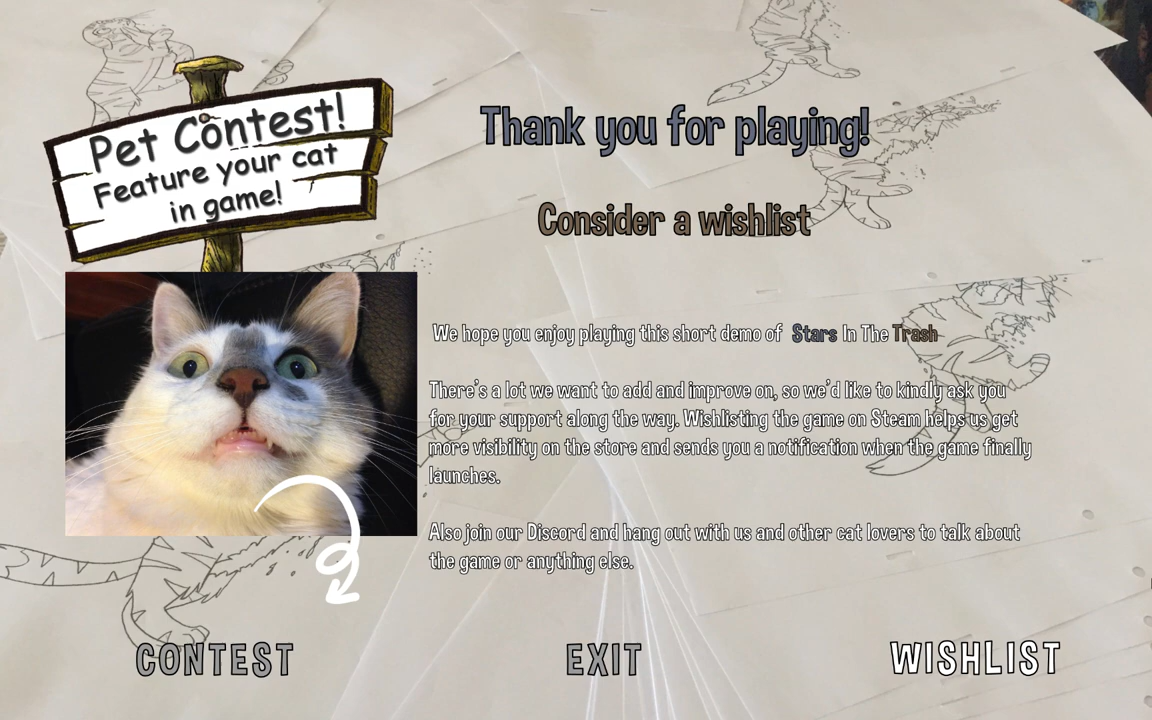 Pet Contest!
Feature your cat
in game!
Thank you for playing!
Consider a wishlist
We hope you enjoy playing this short demo of Stars In The Trash
There's a lot we want to add and improve on, so we'd like to kindly ask you
for your support along the way. Wishlisting the game on Steam helps us get
more visibility on the store and sends you a notification when the game finally
launches.
Also join our Discord and hang out with us and other cat lovers to talk about
the game or anything else.
CONTEST
EXIT
WISHLIST